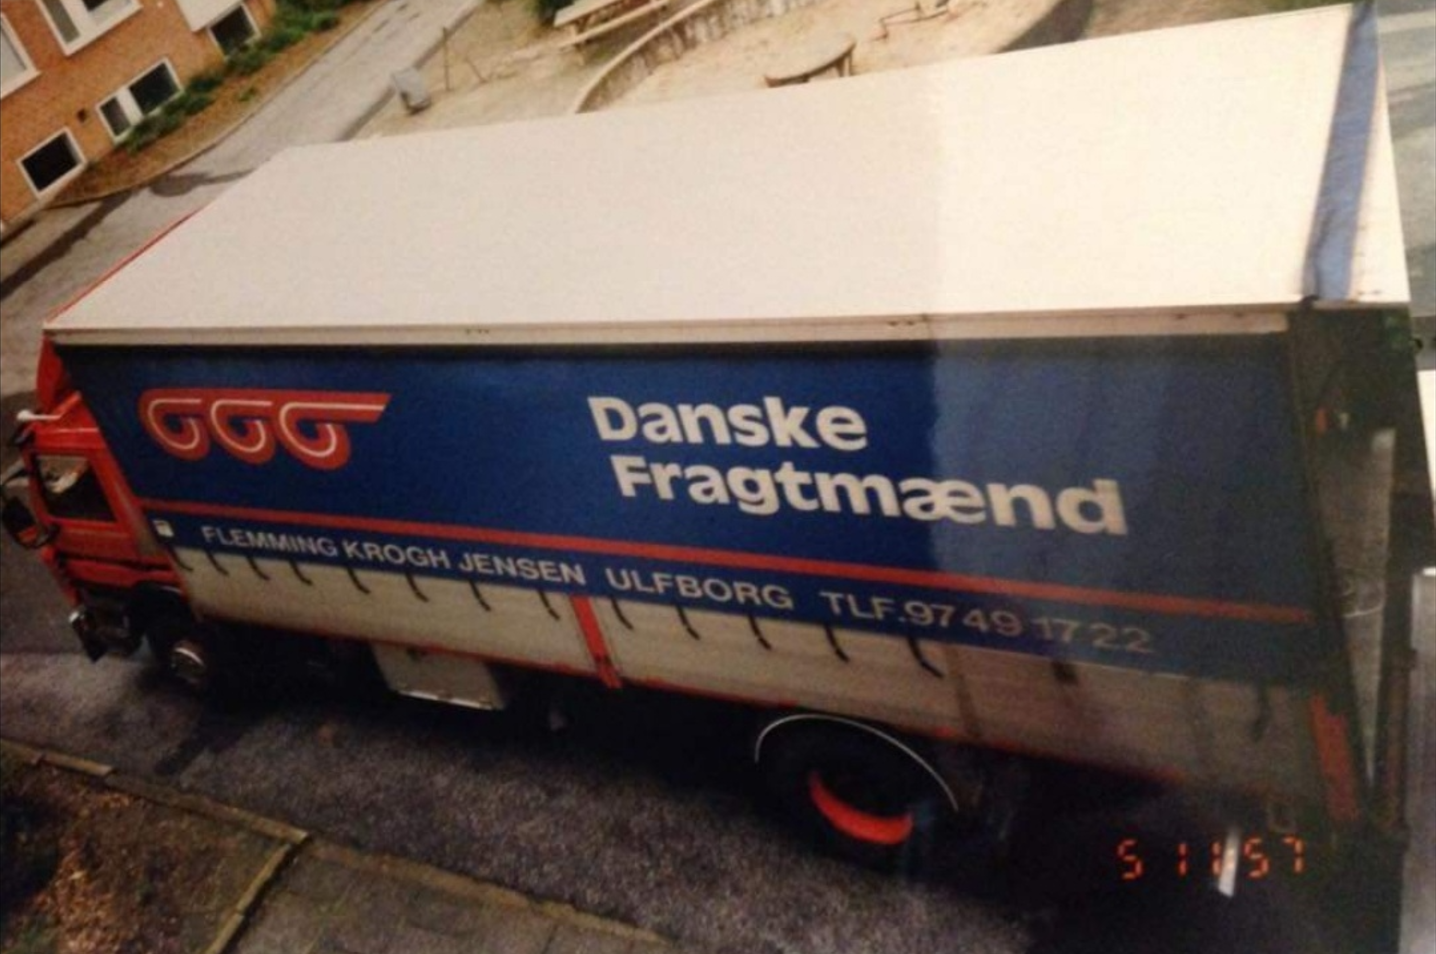 Danske
Fragtmænd
FLEMMING KROGH JENSEN ULFBORG TLF.97 49 17 22
5 11:57